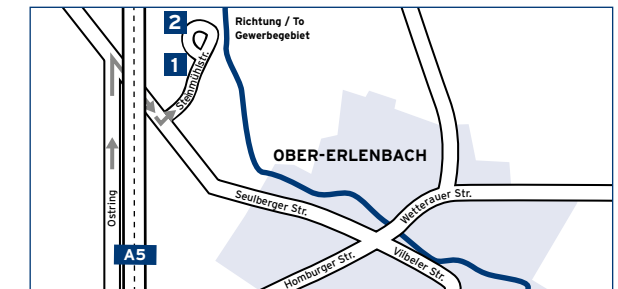 2
Richtung / To
Gewerbegebiet
1
Steinmühlstr.
OBER-ERLENBACH
Ostring
Seulberger Str.
Wetterauer Str.
A5
Homburger Str.
Vilbeler Str.